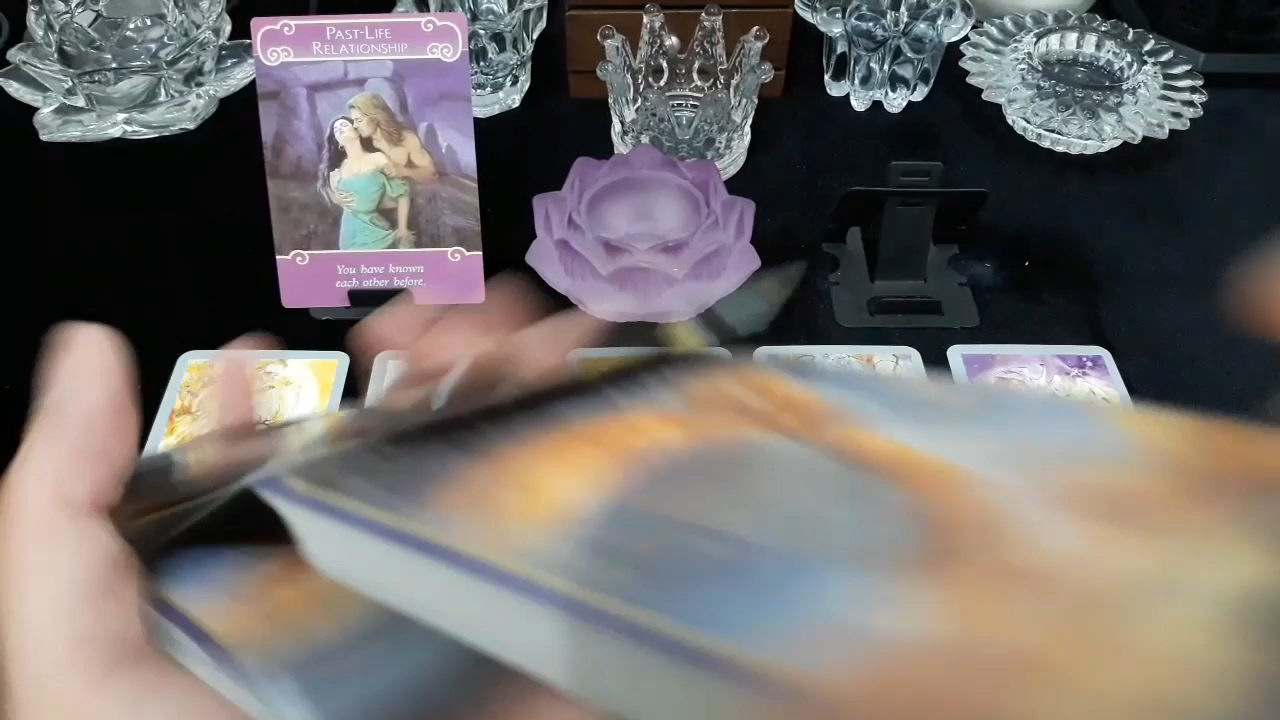 PAST-LIFE
RELATIONSHIP
You have known
each other before.